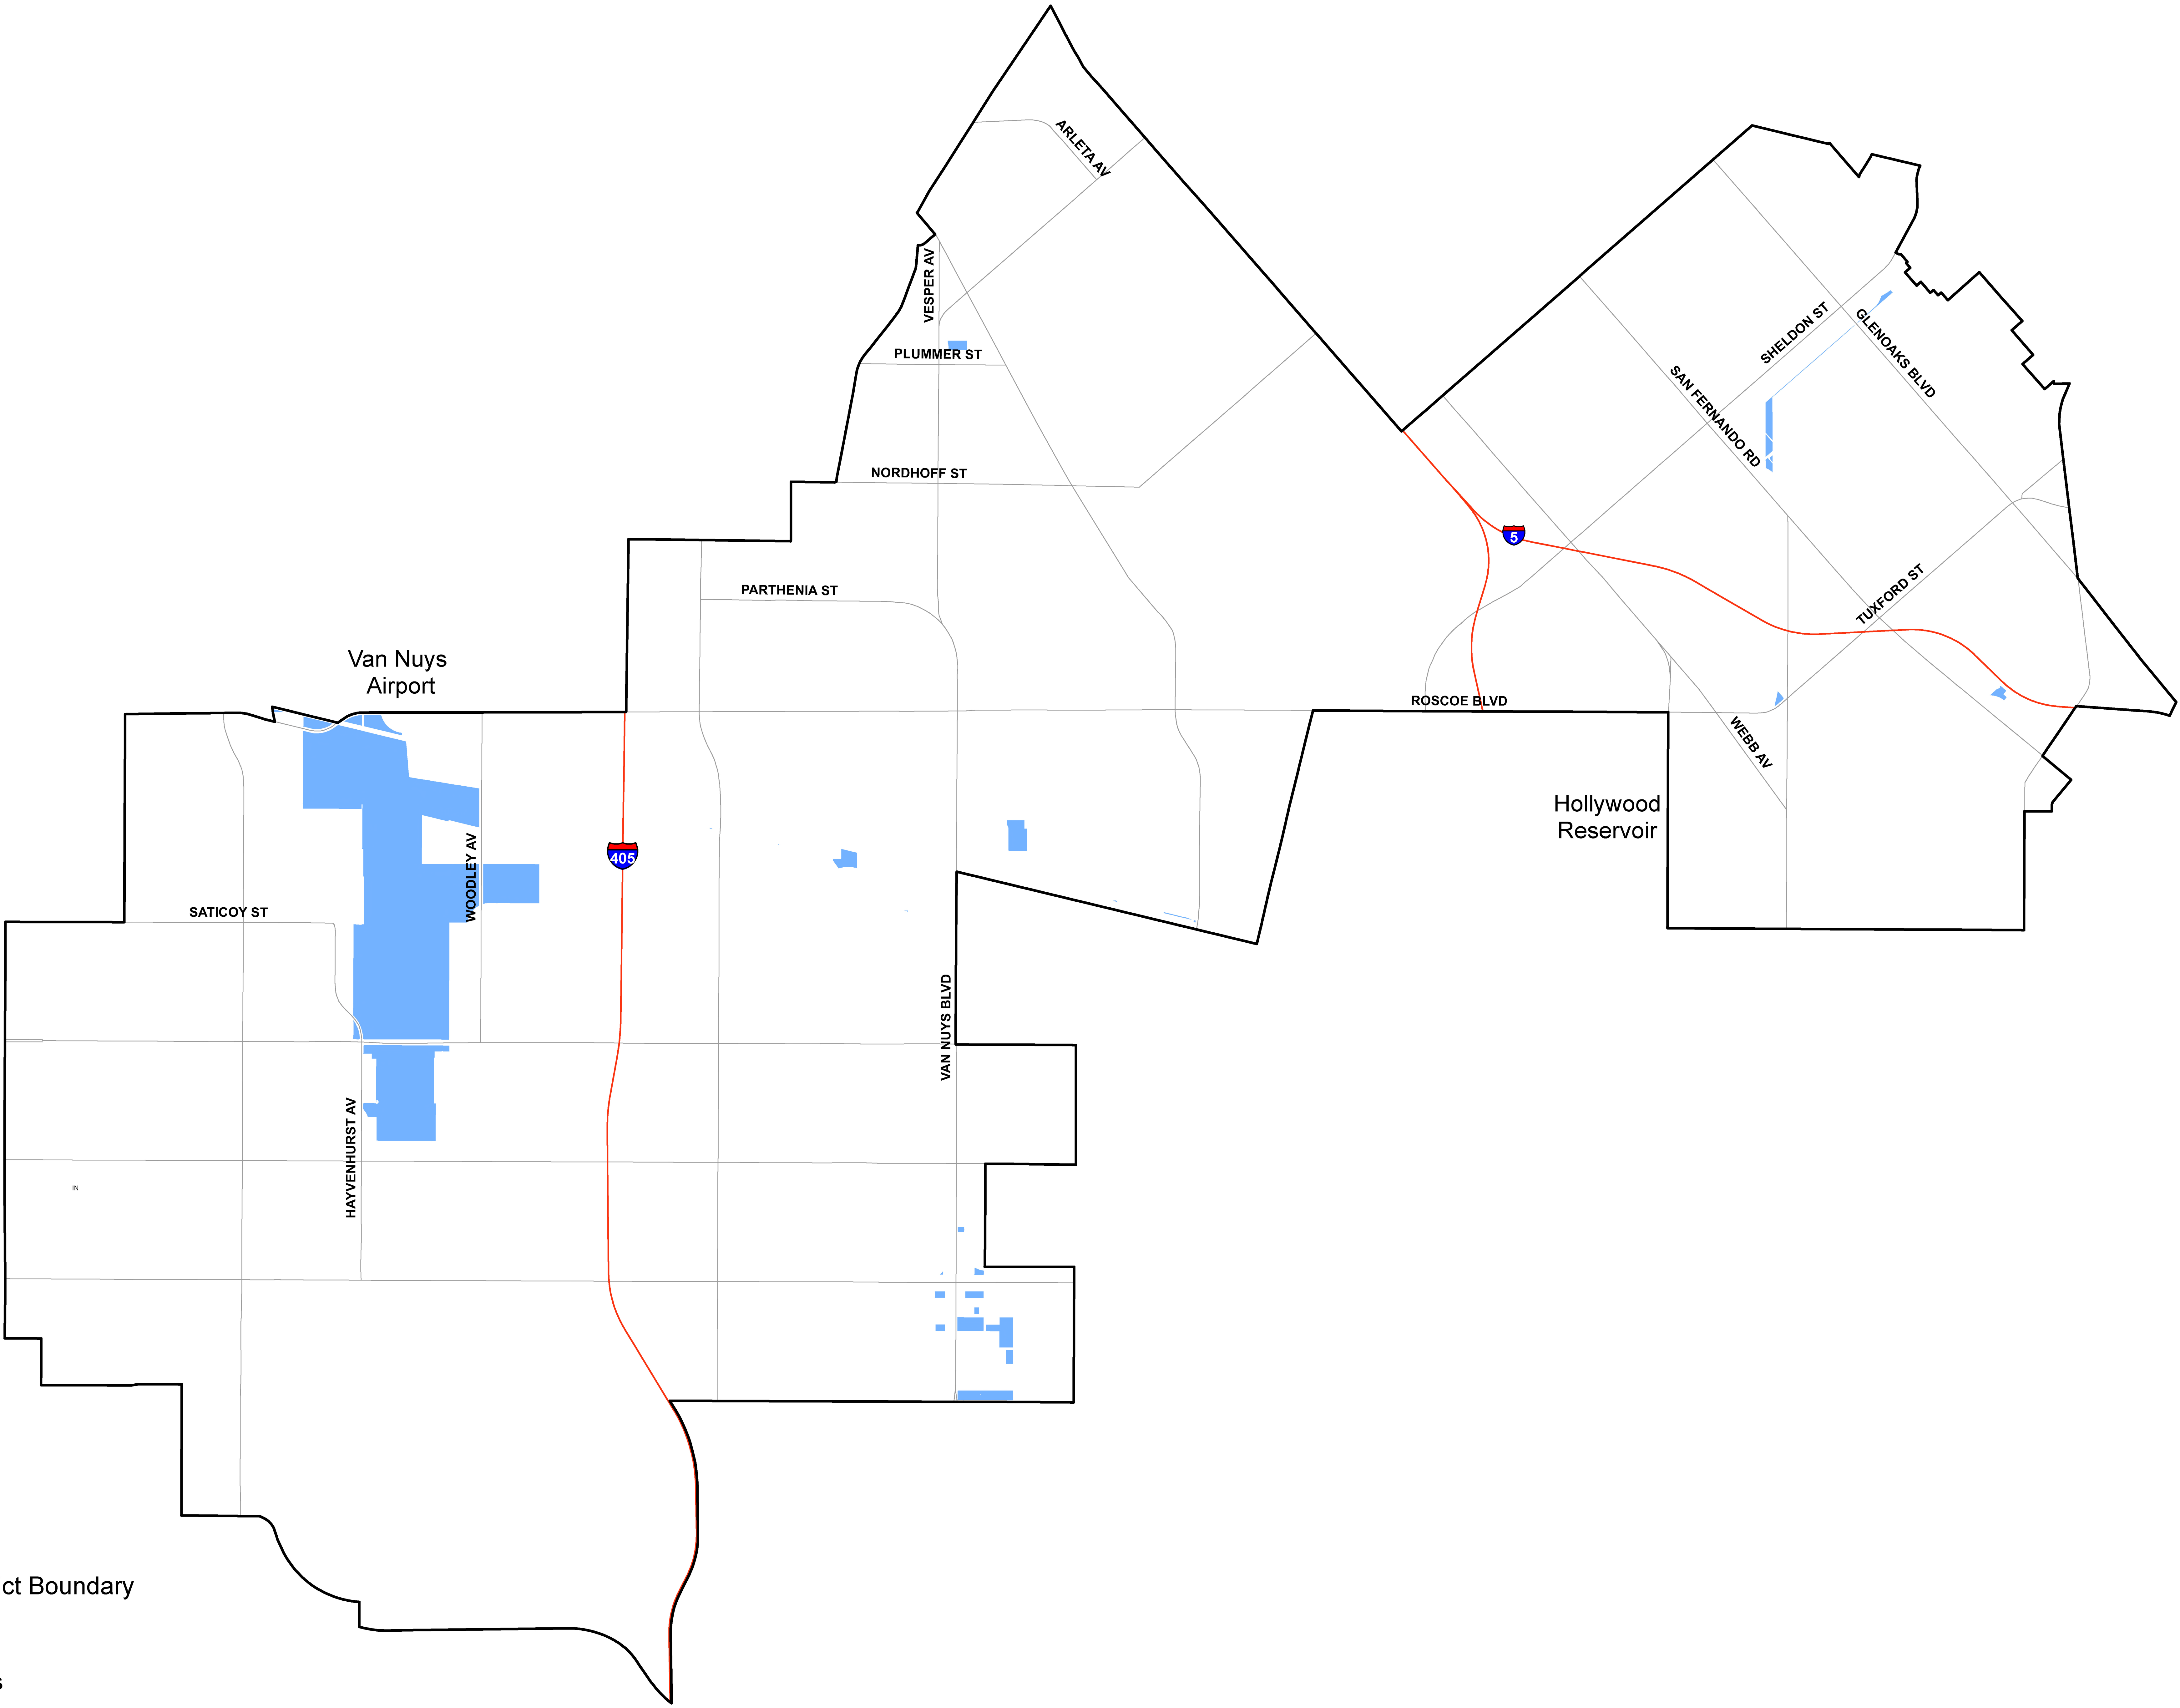 ARLETA AV
VESPER AV
SHELDON ST
GLENOAKS BLVD
PLUMMER ST
SAN FERNANDO RD
NORDHOFF ST
5
PARTHENIA ST
TUXFORD ST
Van Nuys
Airport
ROSCOE BLVD
WEBB AV
Hollywood
Reservoir
405
WOODLEY AV
SATICOY ST
VAN NUYS BLVD
HAYVENHURST AV
IN
ict Boundary
s